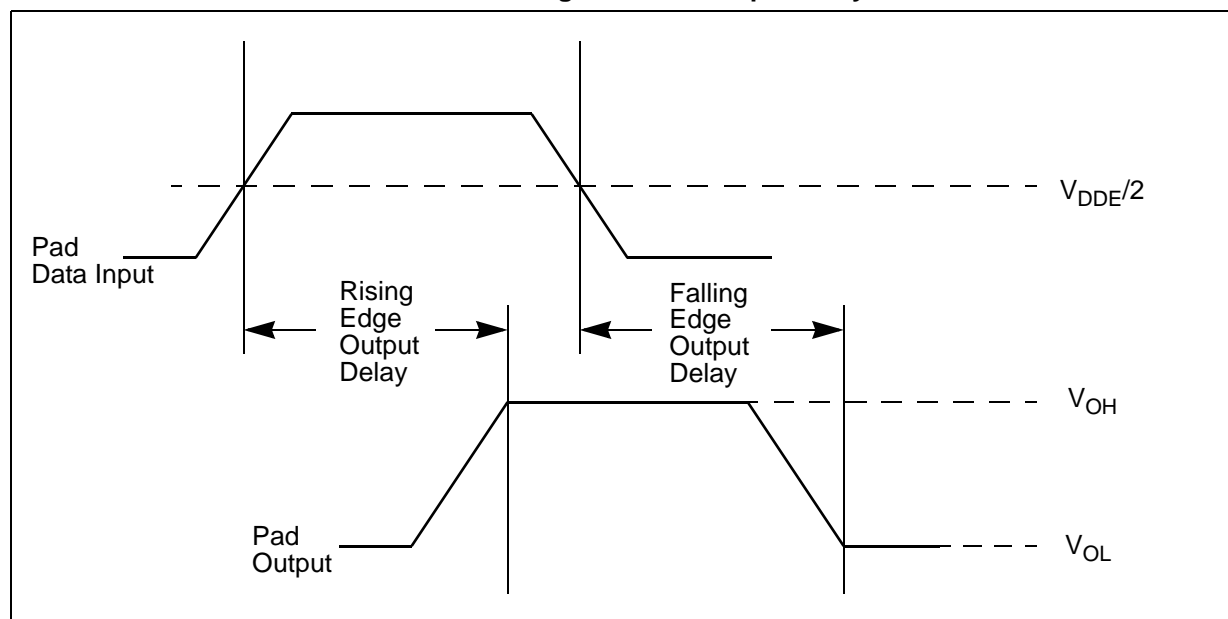 V_DDE/2
Pad
Data Input
Rising
Edge
Output
Delay
Falling
Edge
Output
Delay
V_OH
Pad
Output
V_OL